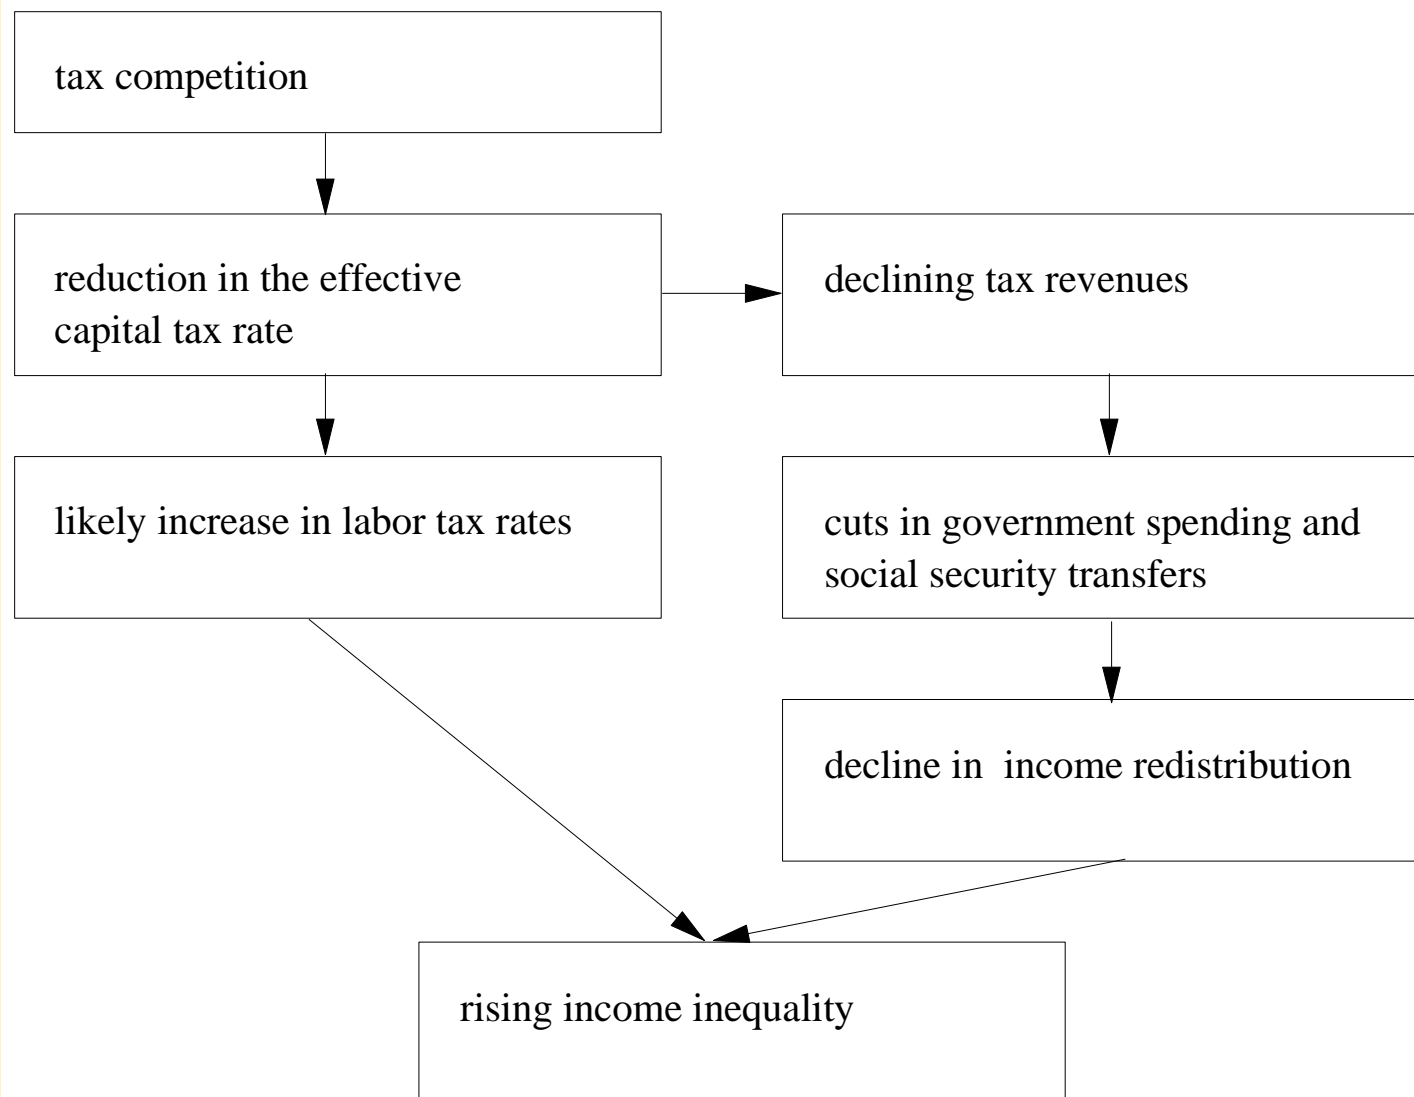 tax competition
reduction in the effective
capital tax rate
declining tax revenues
likely increase in labor tax rates
cuts in government spending and
social security transfers
decline in  income redistribution
rising income inequality